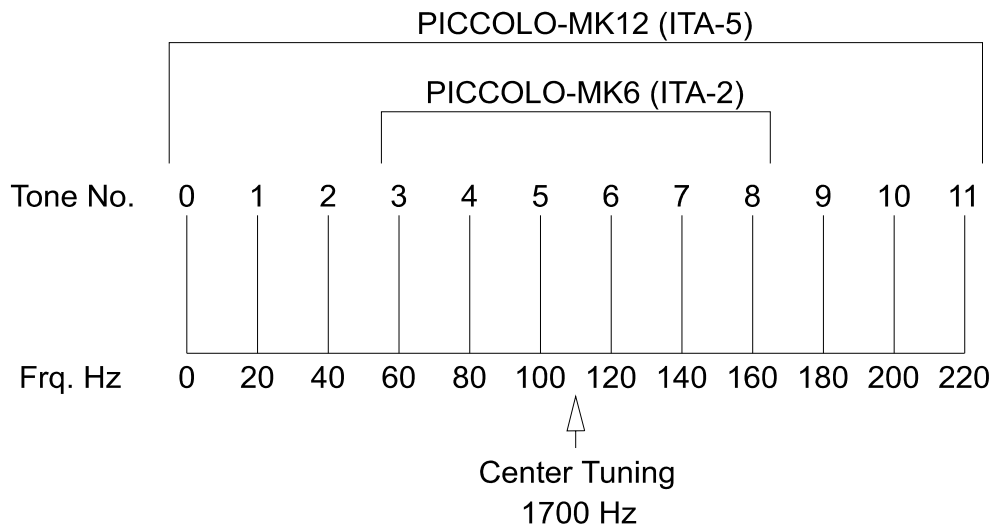 PICCOLO-MK12 (ITA-5)
PICCOLO-MK6 (ITA-2)
Tone No. 0 1 2 3 4 5 6 7 8 9 10 11
Frq. Hz 0 20 40 60 80 100 120 140 160 180 200 220
Center Tuning
1700 Hz